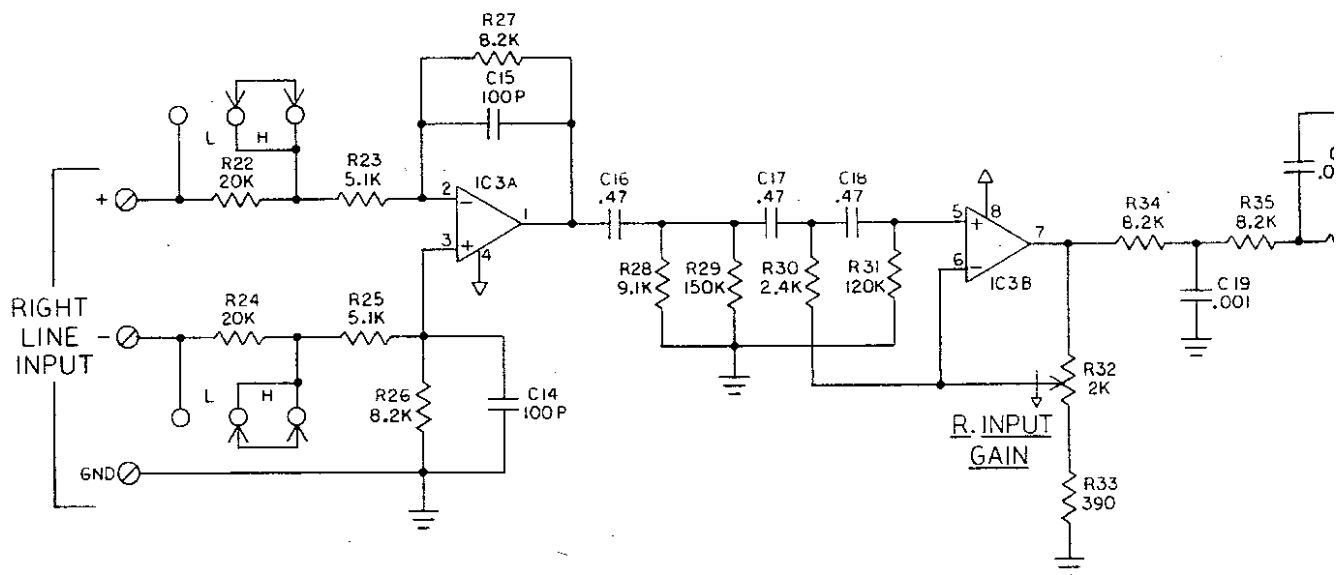 R27
8.2K
C15
100P
L
H
R22
20K
R23
5.1K
IC3A
2
−
1
3
+
4
C16
.47
C17
.47
C18
.47
5
+
8
7
6
−
IC3B
R34
8.2K
R35
8.2K
R28
9.1K
R29
150K
R30
2.4K
R31
120K
C19
.001
+
RIGHT
LINE
INPUT
−
R24
20K
R25
5.1K
L
H
R26
8.2K
C14
100P
R32
2K
R. INPUT
GAIN
GND
R33
390